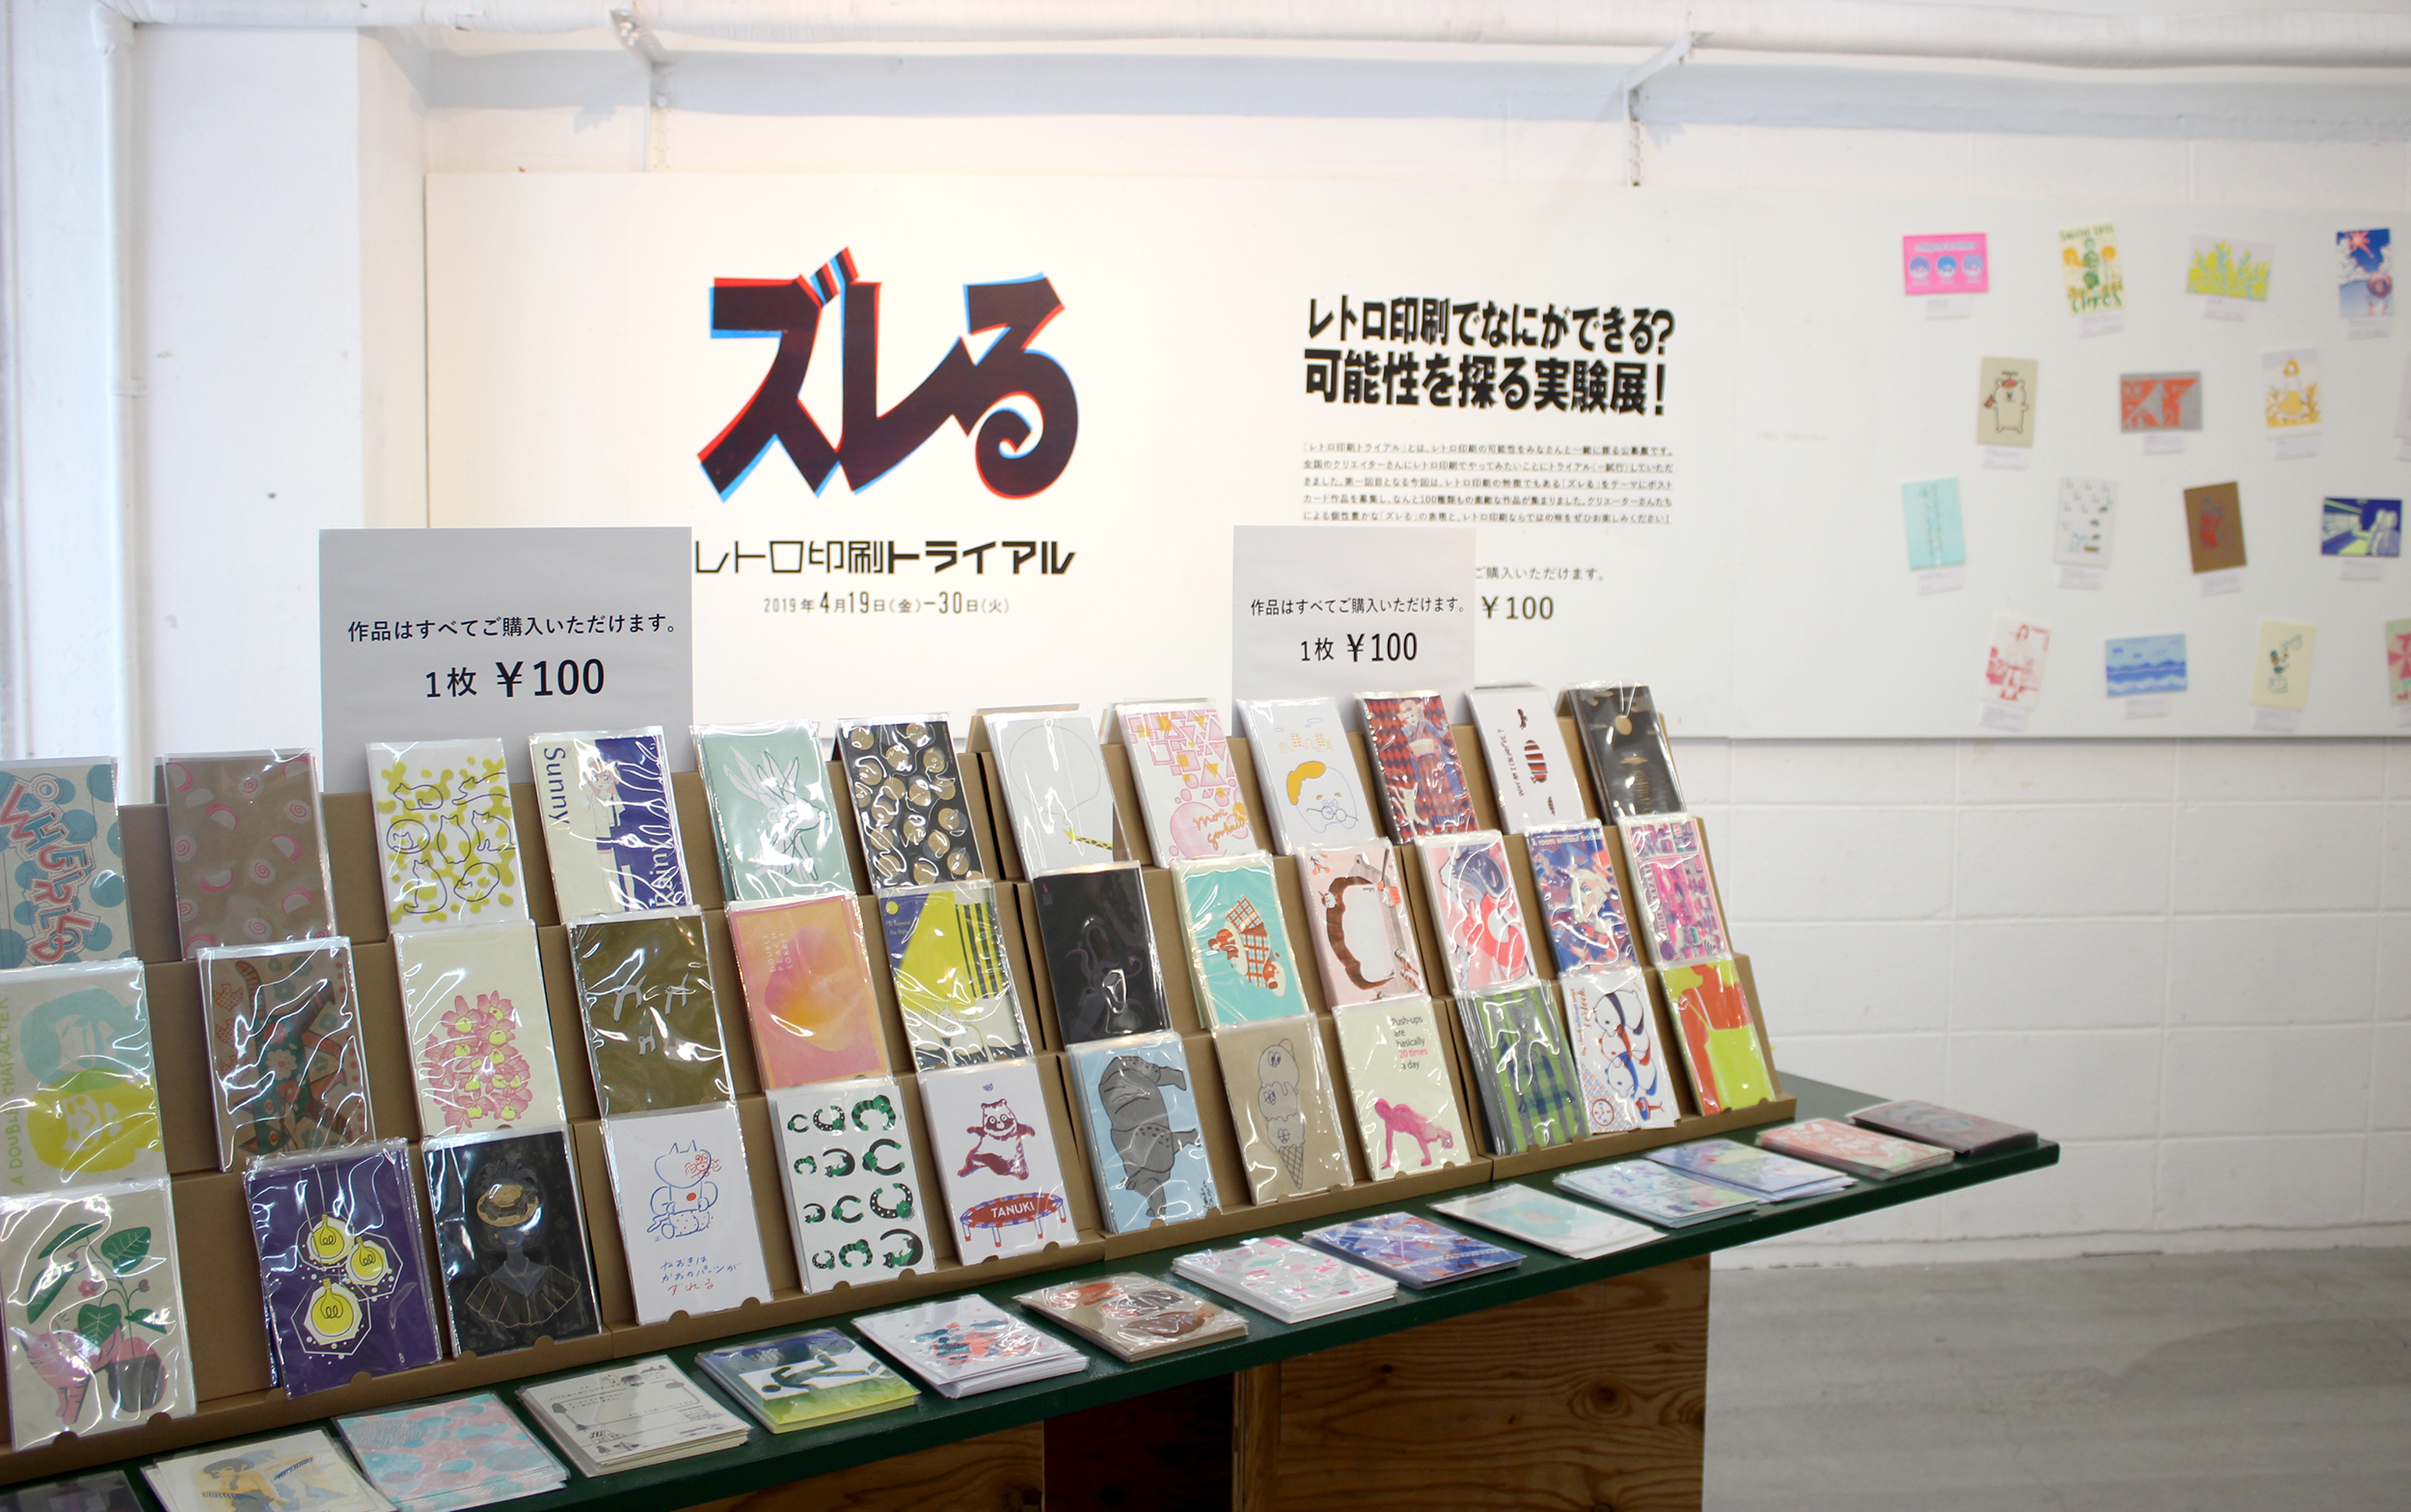 ズレる
レトロ印刷トライアル
2019年4月19日(金)−30日(火)
レトロ印刷でなにができる?
可能性を探る実験展!
「レトロ印刷トライアル」とは、レトロ印刷の可能性をみなさんと一緒に探る公募展です。
全国のクリエイターさんにレトロ印刷でやってみたいことにトライアル(=試行)していただ
きました。第一回目となる今回は、レトロ印刷の特徴でもある「ズレる」をテーマにポスト
カード作品を募集し、なんと100種類もの素敵な作品が集まりました。クリエーターさんたち
による個性豊かな「ズレる」の表現と、レトロ印刷ならではの味をぜひお楽しみください!
ご購入いただけます。
¥100
作品はすべてご購入いただけます。
1枚 ¥100
作品はすべてご購入いただけます。
1枚 ¥100
Sunny
Rainy
Mon
A DOUBLE CHARACTER
Push-ups
are
basically
20 times
a day
TANUKI
ねおきは
かおのパーツが
ずれる